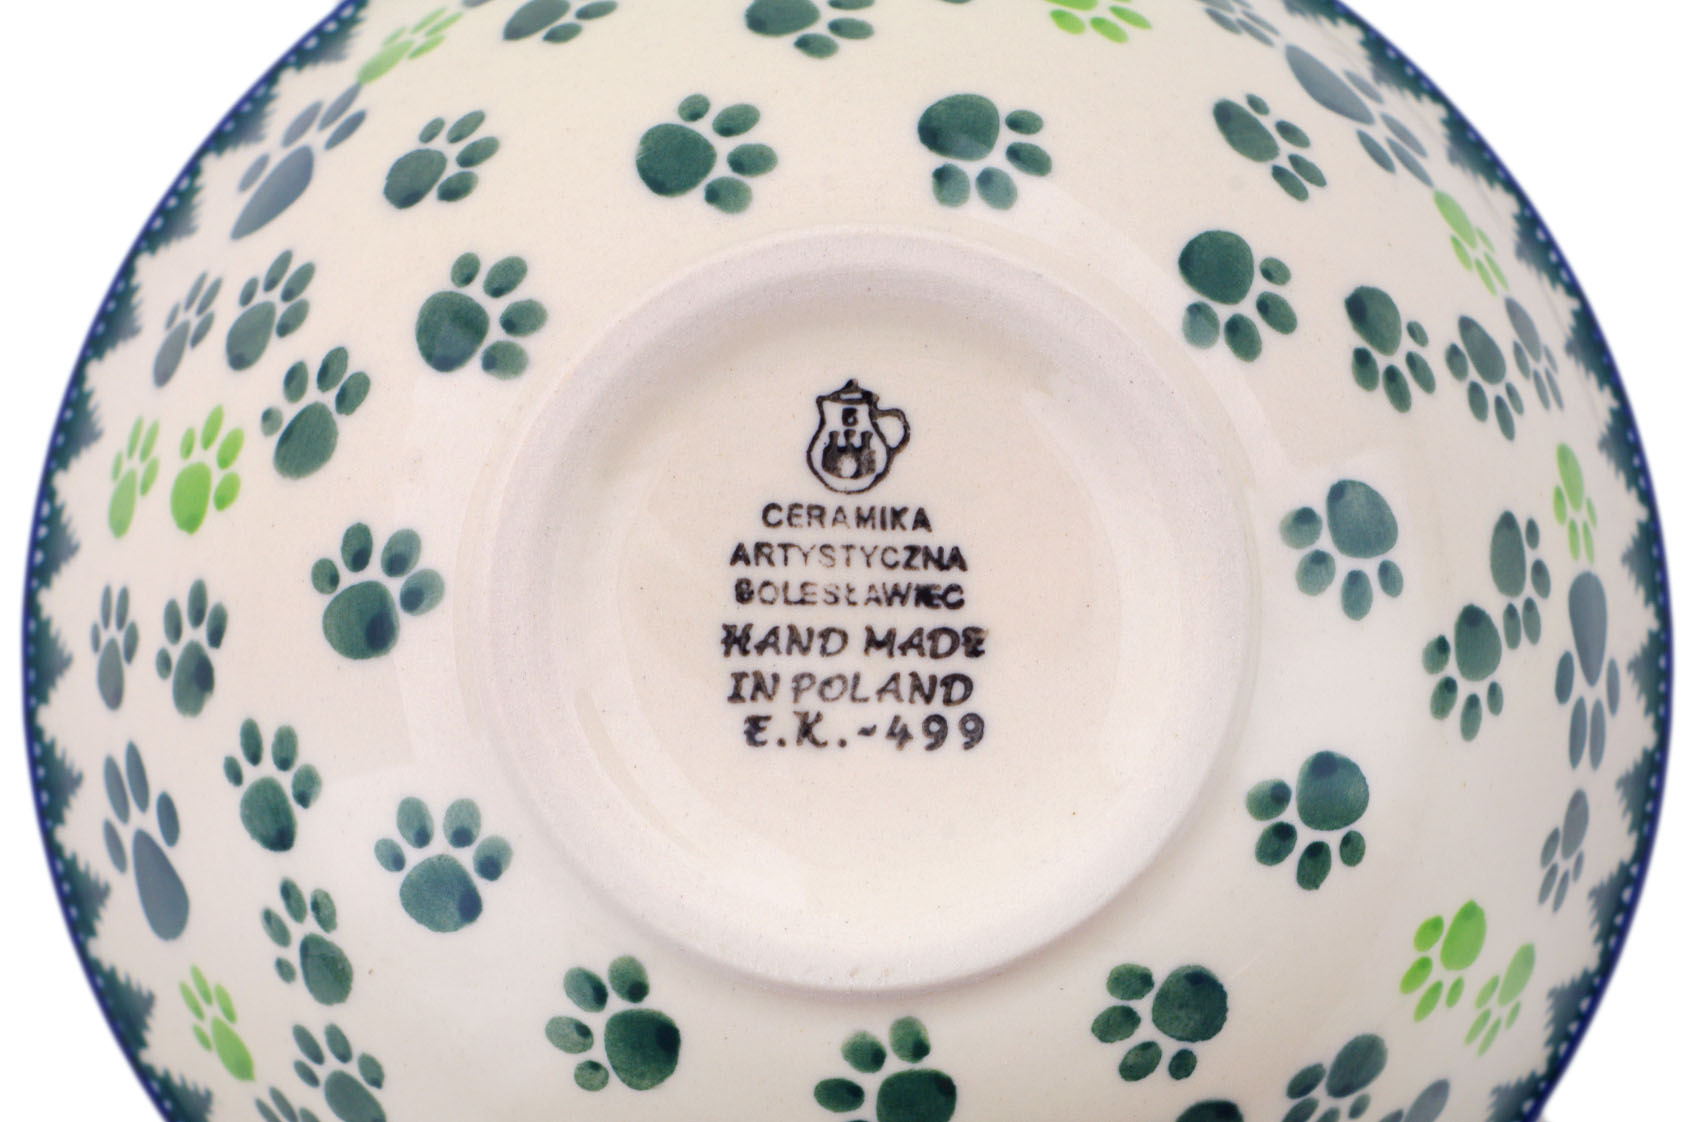 B
CERAMIKA
ARTYSTYCZNA
BOLESŁAWIEC
HAND MADE
IN POLAND
E.K.-499